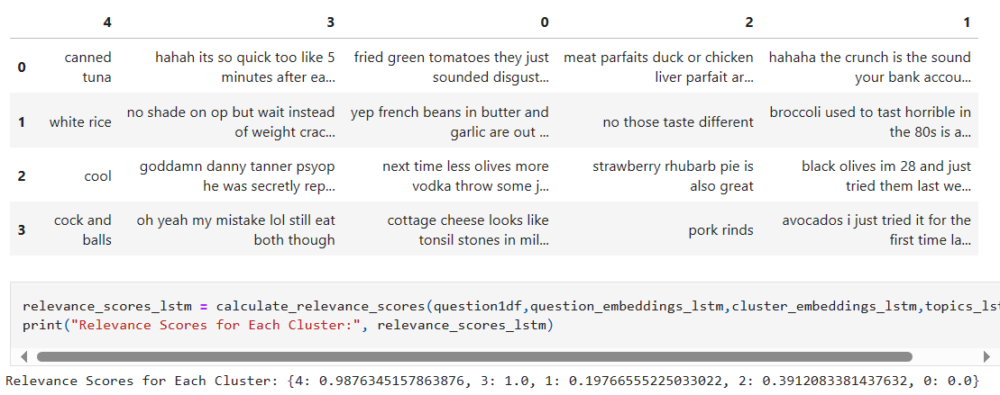 4 3 0 2 1
0 canned tuna hahah its so quick too like 5 minutes after ea... fried green tomatoes they just sounded disgust... meat parfaits duck or chicken liver parfait ar... hahaha the crunch is the sound your bank accou...
1 white rice no shade on op but wait instead of weight crac... yep french beans in butter and garlic are out ... no those taste different broccoli used to tast horrible in the 80s is a...
2 cool goddamn danny tanner psyop he was secretly rep... next time less olives more vodka throw some j... strawberry rhubarb pie is also great black olives im 28 and just tried them last we...
3 cock and balls oh yeah my mistake lol still eat both though cottage cheese looks like tonsil stones in mil... pork rinds avocados i just tried it for the first time la...
relevance_scores_lstm = calculate_relevance_scores(question1df,question_embeddings_lstm,cluster_embeddings_lstm,topics_lst
print("Relevance Scores for Each Cluster:", relevance_scores_lstm)
Relevance Scores for Each Cluster: {4: 0.9876345157863876, 3: 1.0, 1: 0.19766555225033022, 2: 0.3912083381437632, 0: 0.0}